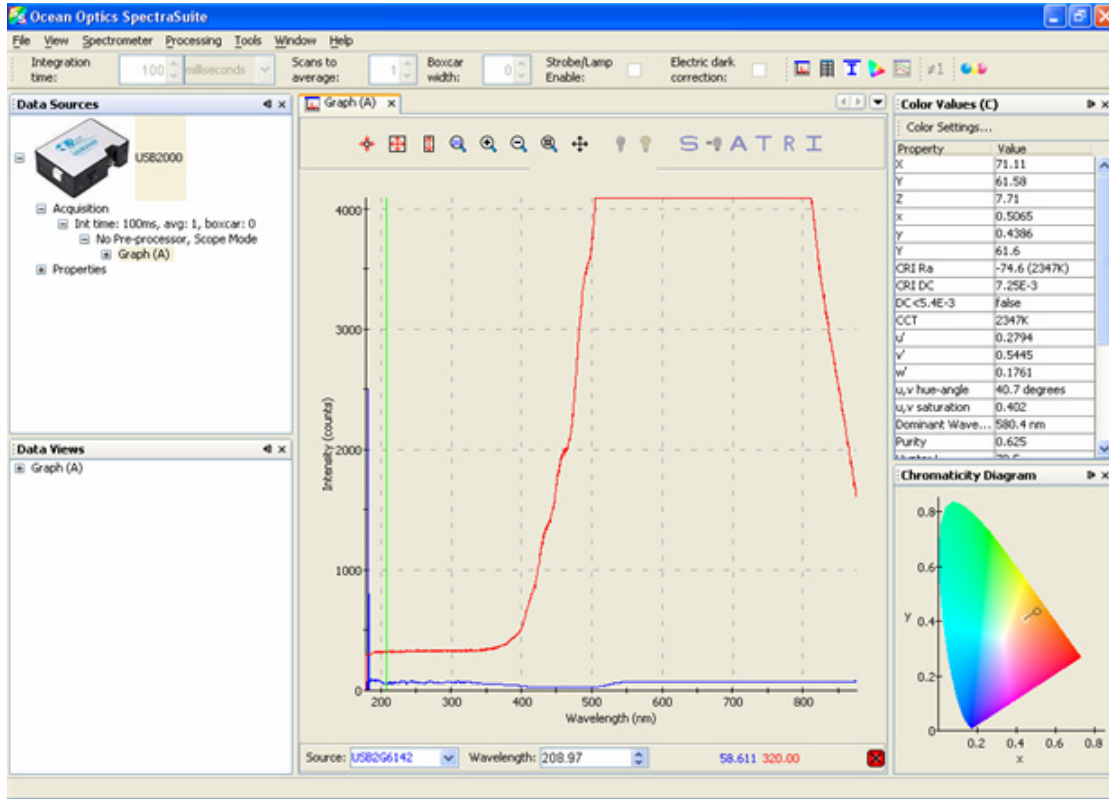 Ocean Optics SpectraSuite
File View Spectrometer Processing Tools Window Help
Integration time: 100 milliseconds Scans to average: 1 Boxcar width: 0 Strobe/Lamp Enable: Electric dark correction: ≠1
Data Sources
USB2000
Acquisition
Int time: 100ms, avg: 1, boxcar: 0
No Pre-processor, Scope Mode
Graph (A)
Properties
Data Views
Graph (A)
Graph (A)
S A T R I
4000
3000
2000
1000
0
Intensity (counts)
200 300 400 500 600 700 800
Wavelength (nm)
Source: USB2G6142 Wavelength: 208.97 58.611 320.00
Color Values (C)
Color Settings...
Property Value
X 71.11
Y 61.58
Z 7.71
x 0.5065
y 0.4386
Y 61.6
CRI Ra -74.6 (2347K)
CRI DC 7.25E-3
DC<5.4E-3 false
CCT 2347K
u' 0.2794
v' 0.5445
w' 0.1761
u,v hue-angle 40.7 degrees
u,v saturation 0.402
Dominant Wave... 580.4 nm
Purity 0.625
Chromaticity Diagram
0.8
0.6
y 0.4
0.2
0
0.2 0.4 0.6 0.8
x